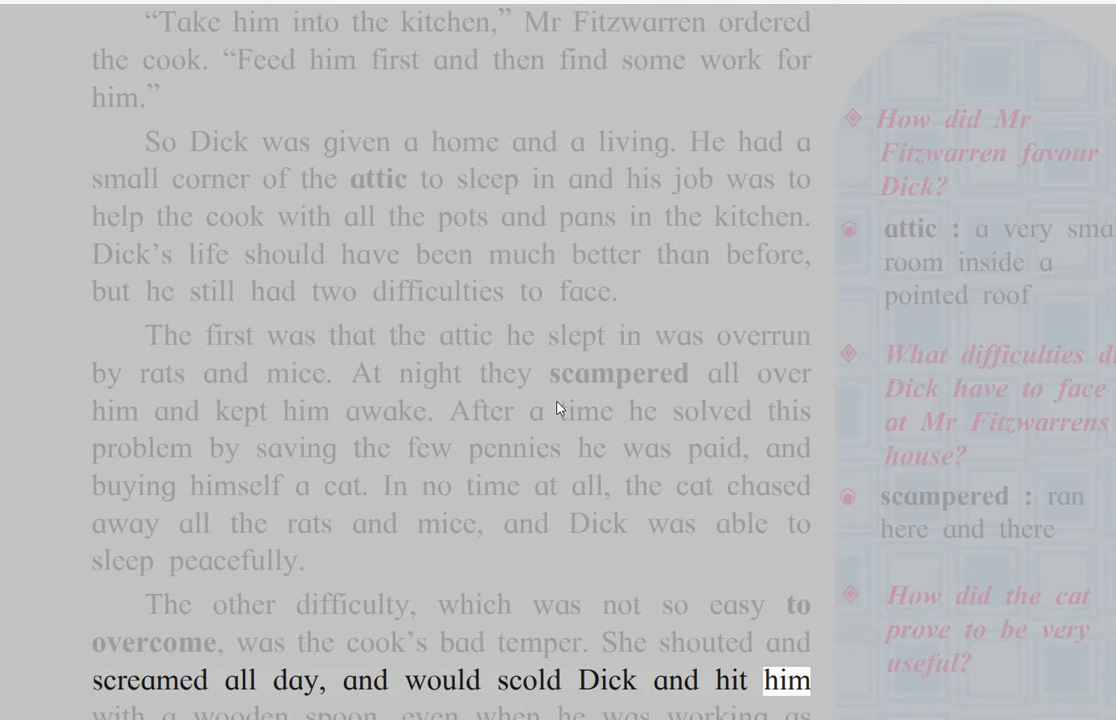 “Take him into the kitchen,” Mr Fitzwarren ordered
the cook. “Feed him first and then find some work for
him.”
So Dick was given a home and a living. He had a
small corner of the attic to sleep in and his job was to
help the cook with all the pots and pans in the kitchen.
Dick’s life should have been much better than before,
but he still had two difficulties to face.
The first was that the attic he slept in was overrun
by rats and mice. At night they scampered all over
him and kept him awake. After a time he solved this
problem by saving the few pennies he was paid, and
buying himself a cat. In no time at all, the cat chased
away all the rats and mice, and Dick was able to
sleep peacefully.
The other difficulty, which was not so easy to
overcome, was the cook’s bad temper. She shouted and
screamed all day, and would scold Dick and hit him
with a wooden spoon, even when he was working as
How did Mr
Fitzwarren favour
Dick?
attic : a very sma
room inside a
pointed roof
What difficulties di
Dick have to face
at Mr Fitzwarrens
house?
scampered : ran
here and there
How did the cat
prove to be very
useful?